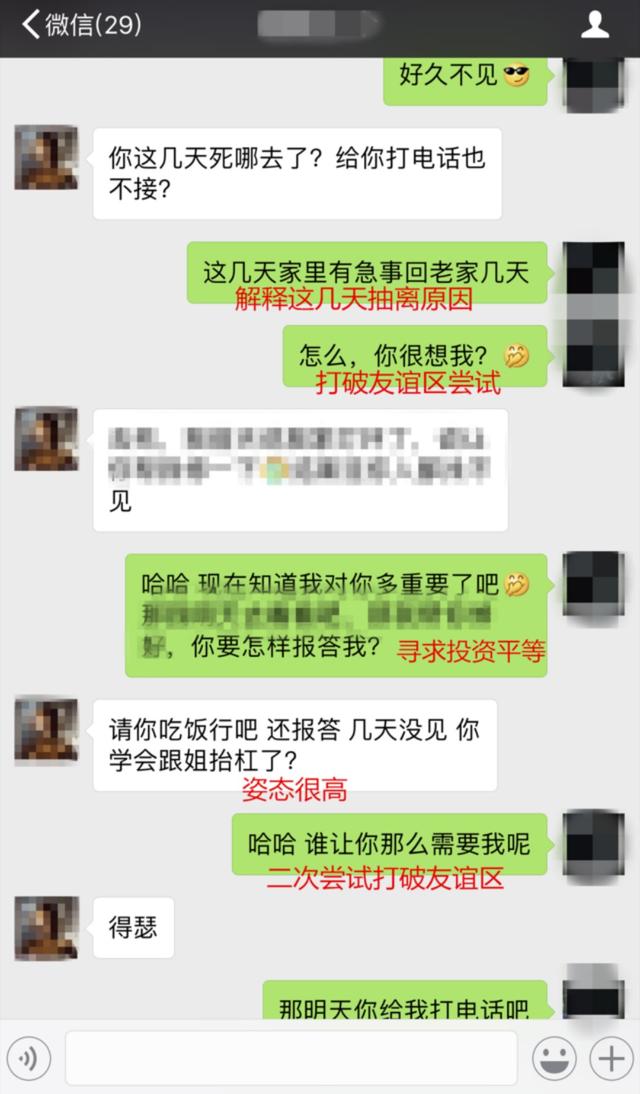 微信(29)
好久不见😎
你这几天死哪去了？给你打电话也
不接？
这几天家里有急事回老家几天
解释这几天抽离原因
怎么，你很想我？🤭
打破友谊区尝试
见
哈哈 现在知道我对你多重要了吧🤭
好，你要怎样报答我？
寻求投资平等
请你吃饭行吧 还报答 几天没见 你
学会跟姐抬杠了？
姿态很高
哈哈 谁让你那么需要我呢
二次尝试打破友谊区
得瑟
那明天你给我打电话吧